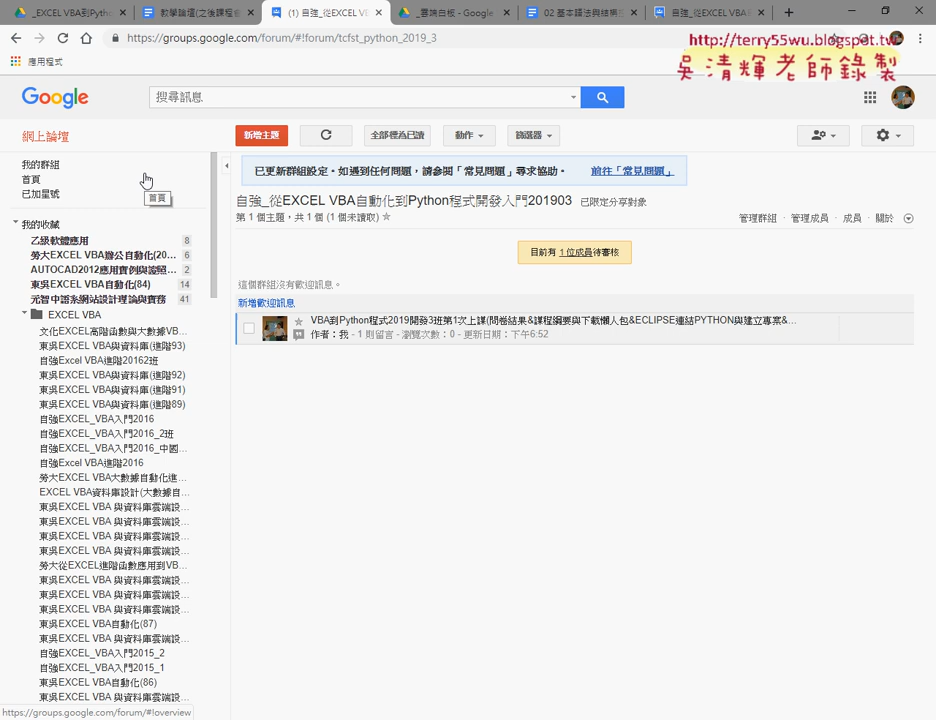 _EXCEL VBA到Pytho
教學論壇(之後課程會
(1) 自強_從EXCEL V
_雲端白板 - Google
02 基本語法與結構控
自強_從EXCEL VBA
https://groups.google.com/forum/#!forum/tcfst_python_2019_3
http://terry55wu.blogspot.tw
吳清輝老師錄製
應用程式
Google
搜尋訊息
網上論壇
新增主題
全部標為已讀
動作
篩選器
我的群組
首頁
已加星號
首頁
已更新群組設定。如遇到任何問題，請參閱「常見問題」尋求協助。 前往「常見問題」
自強_從EXCEL VBA自動化到Python程式開發入門201903 已限定分享對象
第 1 個主題，共 1 個 (1 個未讀取)
管理群組 · 管理成員 · 成員 · 關於
目前有 1 位成員待審核
這個群組沒有歡迎訊息。
新增歡迎訊息
VBA到Python程式2019開發3班第1次上課(問卷結果&課程綱要與下載懶人包&ECLIPSE連結PYTHON與建立專案&...
作者：我 - 1 則留言 - 瀏覽次數：0 - 更新日期：下午6:52
我的收藏
乙級軟體應用 8
勞大EXCEL VBA辦公自動化(20... 6
AUTOCAD2012應用實例與證照... 2
東吳EXCEL VBA自動化(84) 14
元智中語系網站設計理論與實務 41
EXCEL VBA
文化EXCEL高階函數與大數據VB...
東吳EXCEL VBA與資料庫(進階93)
自強Excel VBA進階20162班
東吳EXCEL VBA與資料庫(進階92)
東吳EXCEL VBA與資料庫(進階91)
東吳EXCEL VBA與資料庫(進階89)
自強EXCEL_VBA入門2016
自強EXCEL_VBA入門2016_2班
自強EXCEL_VBA入門2016_中國...
自強Excel VBA進階2016
勞大EXCEL VBA大數據自動化進...
EXCEL VBA資料庫設計(大數據自...
東吳EXCEL VBA 與資料庫雲端設...
東吳EXCEL VBA 與資料庫雲端設...
東吳EXCEL VBA 與資料庫雲端設...
東吳EXCEL VBA 與資料庫雲端設...
勞大從EXCEL進階函數應用到VB...
東吳EXCEL VBA 與資料庫雲端設...
東吳EXCEL VBA 與資料庫雲端設...
東吳EXCEL VBA 與資料庫雲端設...
東吳EXCEL VBA自動化(87)
東吳EXCEL VBA 與資料庫雲端設...
自強EXCEL_VBA入門2015_2
自強EXCEL_VBA入門2015_1
東吳EXCEL VBA自動化(86)
東吳EXCEL VBA 與資料庫雲端設...
https://groups.google.com/forum/#!overview